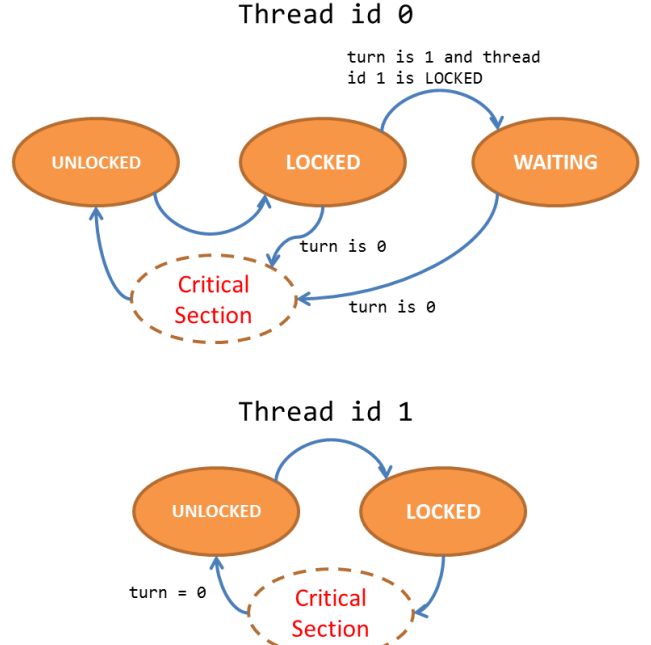 Thread id 0
turn is 1 and thread
id 1 is LOCKED
UNLOCKED
LOCKED
WAITING
turn is 0
Critical
Section
turn is 0
Thread id 1
UNLOCKED
LOCKED
turn = 0
Critical
Section